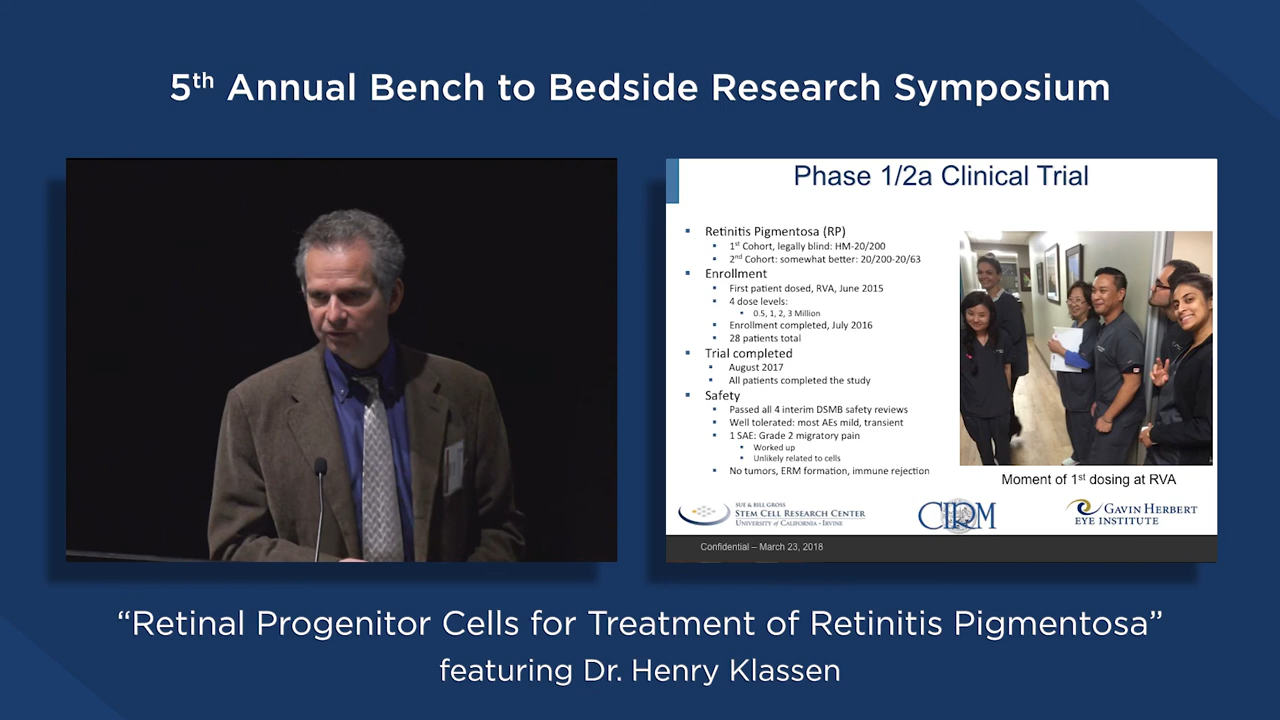 5th Annual Bench to Bedside Research Symposium
Phase 1/2a Clinical Trial
Retinitis Pigmentosa (RP)
1st Cohort, legally blind: HM-20/200
2nd Cohort: somewhat better: 20/200-20/63
Enrollment
First patient dosed, RVA, June 2015
4 dose levels:
0.5, 1, 2, 3 Million
Enrollment completed, July 2016
28 patients total
Trial completed
August 2017
All patients completed the study
Safety
Passed all 4 interim DSMB safety reviews
Well tolerated: most AEs mild, transient
1 SAE: Grade 2 migratory pain
Worked up
Unlikely related to cells
No tumors, ERM formation, immune rejection
Moment of 1st dosing at RVA
SUE & BILL GROSS
STEM CELL RESEARCH CENTER
UNIVERSITY of CALIFORNIA · IRVINE
CIRM
GAVIN HERBERT
EYE INSTITUTE
Confidential – March 23, 2018
“Retinal Progenitor Cells for Treatment of Retinitis Pigmentosa”
featuring Dr. Henry Klassen